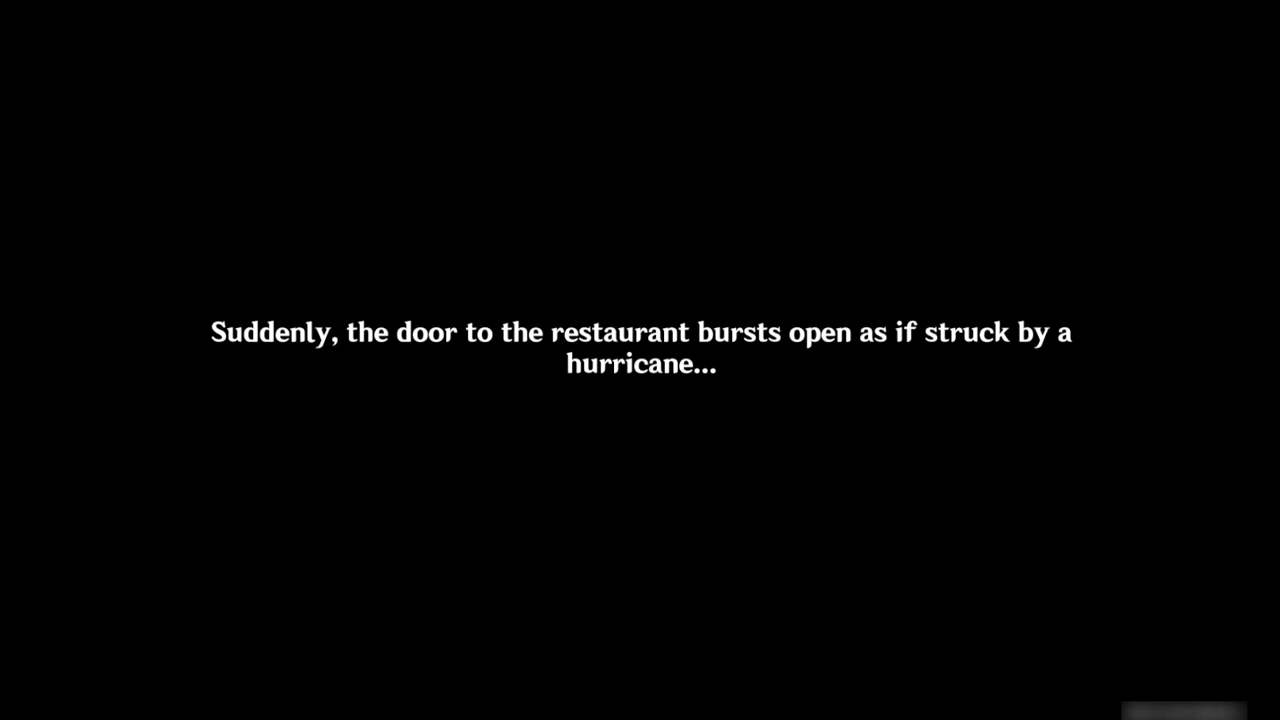 Suddenly, the door to the restaurant bursts open as if struck by a
hurricane...